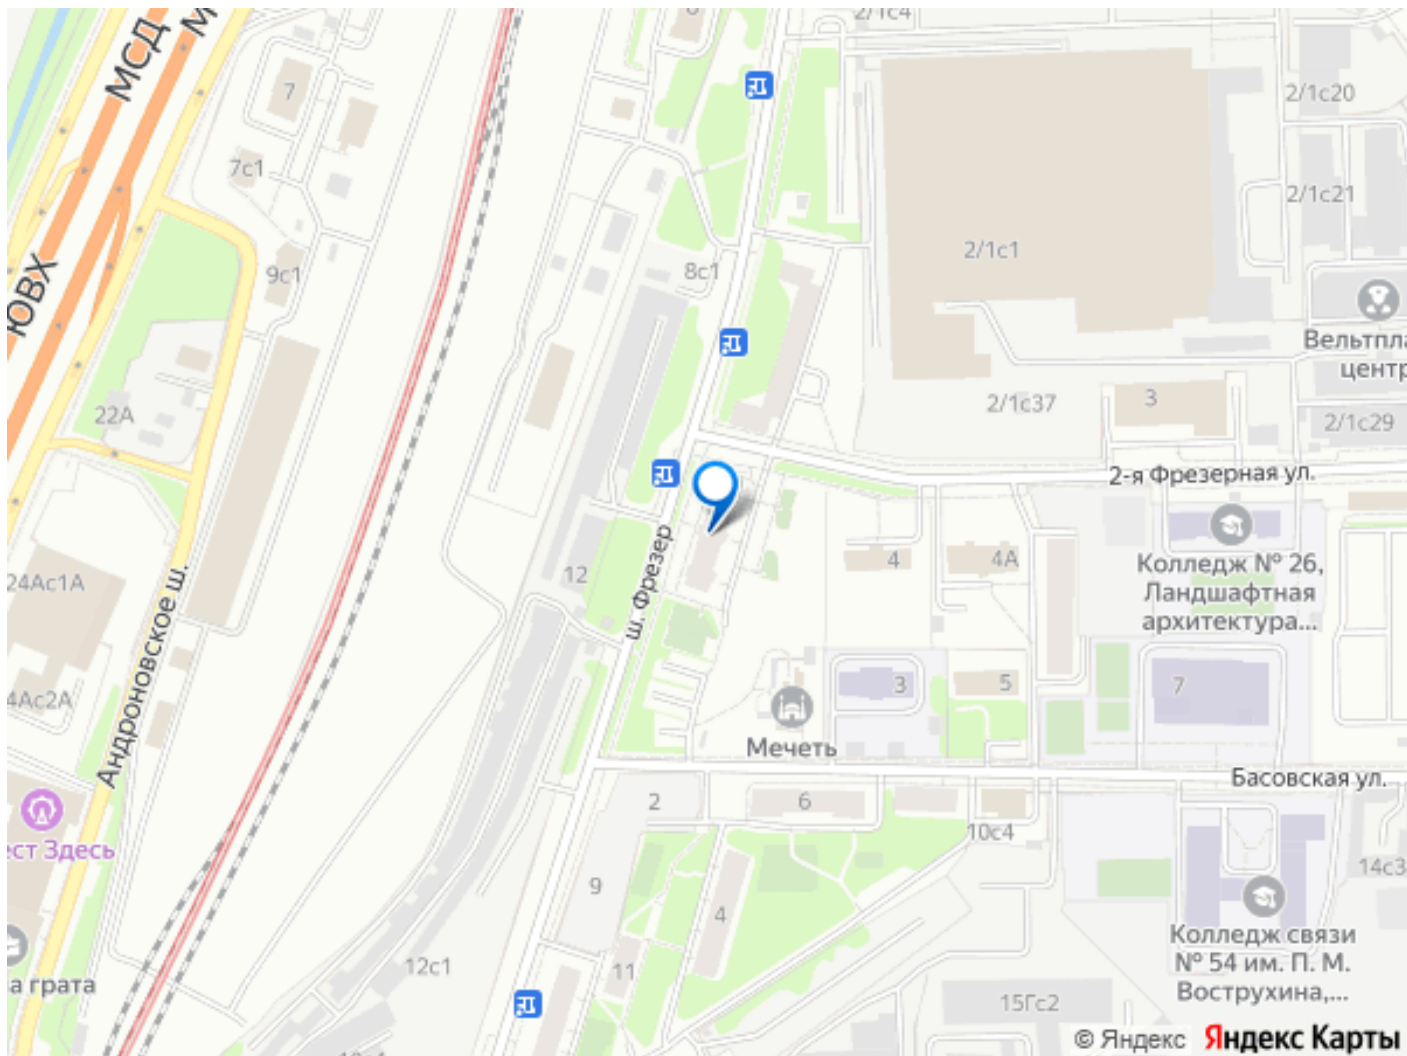 2/1с4
МСД
7
2/1с20
7с1
2/1с21
2/1с1
8с1
9с1
ЮВХ
Вельтпла
центр
22А
2/1с37
3
2/1с29
2-я Фрезерная ул.
ш. Фрезер
12
4
4А
Колледж № 26,
Ландшафтная
архитектура...
24Ас1А
Андроновское ш.
3
5
7
4Ас2А
Мечеть
Басовская ул.
2
6
10с4
ест Здесь
14с3
9
4
Колледж связи
№ 54 им. П. М.
Вострухина,...
12с1
11
а грата
15Гс2
© Яндекс Яндекс Карты